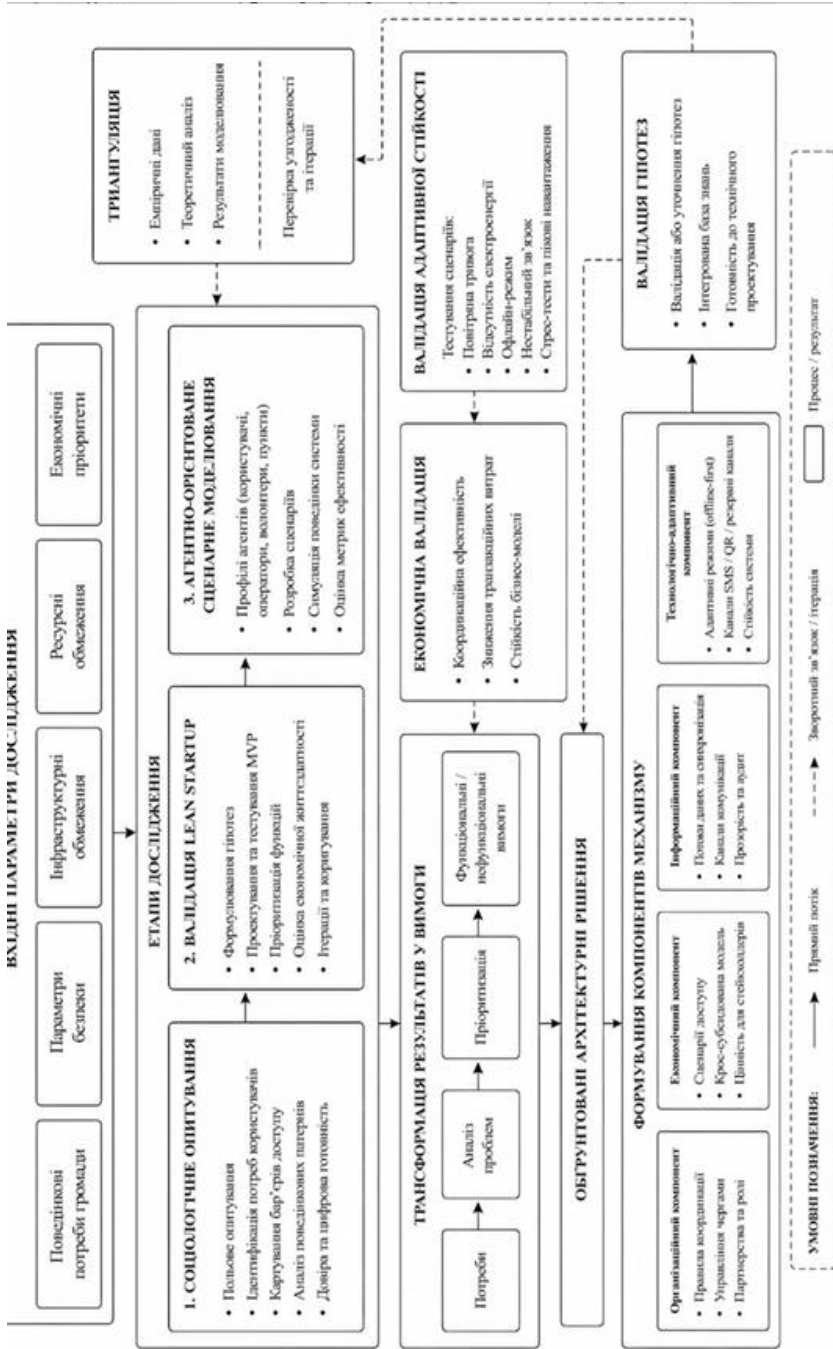 ВХІДНІ ПАРАМЕТРИ ДОСЛІДЖЕННЯ
Поведінкові
потреби громади
Параметри
безпеки
Інфраструктурні
обмеження
Ресурсні
обмеження
Економічні
пріоритети
ЕТАПИ ДОСЛІДЖЕННЯ
1. СОЦІОЛОГІЧНЕ ОПИТУВАННЯ
• Польове опитування
• Ідентифікація потреб користувачів
• Картування бар’єрів доступу
• Аналіз поведінкових патернів
• Довіра та цифрова готовність
2. ВАЛІДАЦІЯ LEAN STARTUP
• Формулювання гіпотез
• Проектування та тестування MVP
• Пріоритизація функцій
• Оцінка економічної життєздатності
• Ітерації та коригування
3. АГЕНТНО-ОРІЄНТОВАНЕ
СЦЕНАРНЕ МОДЕЛЮВАННЯ
• Профілі агентів (користувачі,
оператори, волонтери, пункти)
• Розробка сценаріїв
• Симуляція поведінки системи
• Оцінка метрик ефективності
ТРИАНГУЛЯЦІЯ
• Емпіричні дані
• Теоретичний аналіз
• Результати моделювання
Перевірка узгодженості
та ітерації
ТРАНСФОРМАЦІЯ РЕЗУЛЬТАТІВ У ВИМОГИ
Потреби
Аналіз
проблем
Пріоритизація
Функціональні /
нефункціональні
вимоги
ЕКОНОМІЧНА ВАЛІДАЦІЯ
• Координаційна ефективність
• Зниження транзакційних витрат
• Стійкість бізнес-моделі
ВАЛІДАЦІЯ АДАПТИВНОЇ СТІЙКОСТІ
Тестування сценаріїв:
• Повітряна тривога
• Відсутність електроенергії
• Офлайн-режим
• Нестабільний зв’язок
• Стрес-тести та пікові навантаження
ОБҐРУНТОВАНІ АРХІТЕКТУРНІ РІШЕННЯ
ФОРМУВАННЯ КОМПОНЕНТІВ МЕХАНІЗМУ
Організаційний компонент
• Правила координації
• Управління чергами
• Партнерства та ролі
Економічний компонент
• Сценарії доступу
• Крос-субсидована модель
• Цінність для стейкхолдерів
Інформаційний компонент
• Потоки даних та синхронізація
• Канали комунікації
• Прозорість та аудит
Технологічно-адаптивний
компонент
• Адаптивні режими (offline-first)
• Канали SMS / QR / резервні канали
• Стійкість системи
ВАЛІДАЦІЯ ГІПОТЕЗ
• Валідація або уточнення гіпотез
• Інтегрована база знань
• Готовність до технічного
проектування
УМОВНІ ПОЗНАЧЕННЯ:
Прямий потік
Зворотний зв’язок / ітерація
Процес / результат